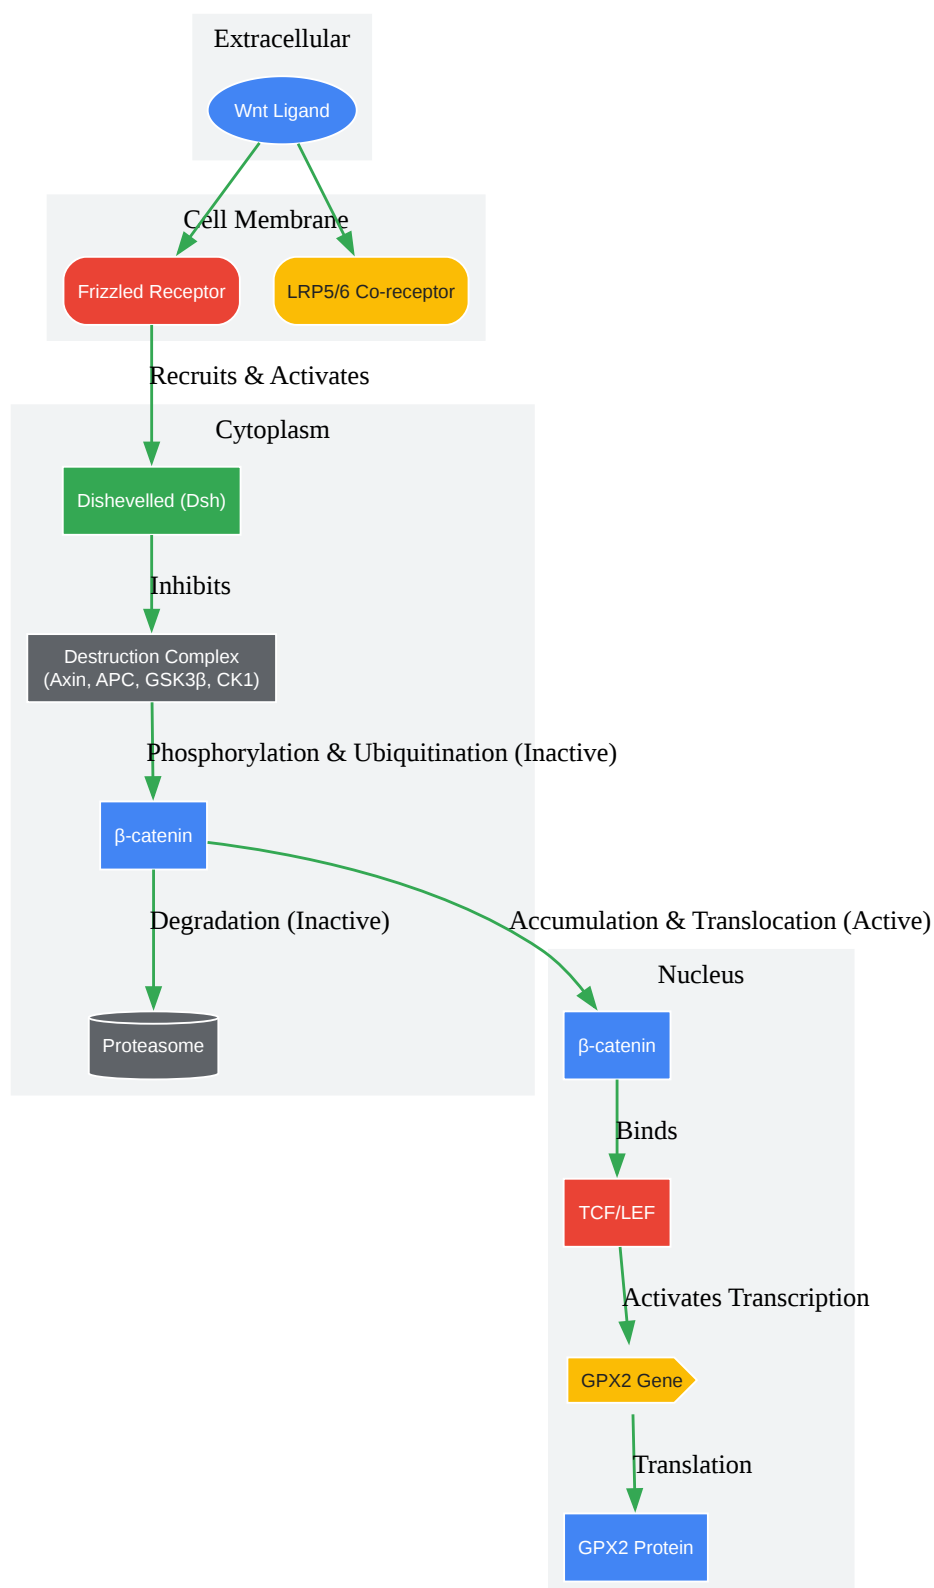 Extracellular
Wnt Ligand
Cell Membrane
Frizzled Receptor
LRP5/6 Co-receptor
Recruits & Activates
Cytoplasm
Dishevelled (Dsh)
Inhibits
Destruction Complex
(Axin, APC, GSK3β, CK1)
Phosphorylation & Ubiquitination (Inactive)
β-catenin
Degradation (Inactive)
Accumulation & Translocation (Active)
Nucleus
Proteasome
β-catenin
Binds
TCF/LEF
Activates Transcription
GPX2 Gene
Translation
GPX2 Protein